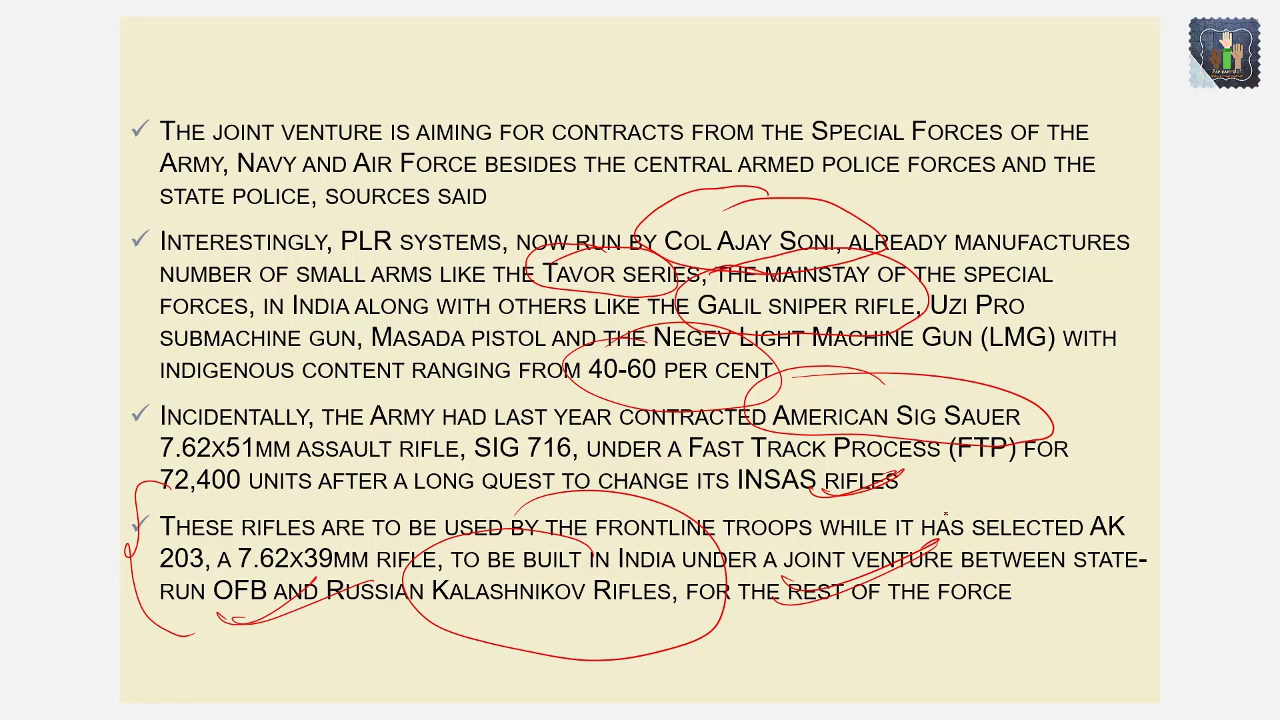 The joint venture is aiming for contracts from the Special Forces of the
Army, Navy and Air Force besides the central armed police forces and the
state police, sources said
Interestingly, PLR systems, now run by Col Ajay Soni, already manufactures
number of small arms like the Tavor series, the mainstay of the special
forces, in India along with others like the Galil sniper rifle, Uzi Pro
submachine gun, Masada pistol and the Negev Light Machine Gun (LMG) with
indigenous content ranging from 40-60 per cent
Incidentally, the Army had last year contracted American Sig Sauer
7.62x51mm assault rifle, SIG 716, under a Fast Track Process (FTP) for
72,400 units after a long quest to change its INSAS rifles
These rifles are to be used by the frontline troops while it has selected AK
203, a 7.62x39mm rifle, to be built in India under a joint venture between state-
run OFB and Russian Kalashnikov Rifles, for the rest of the force